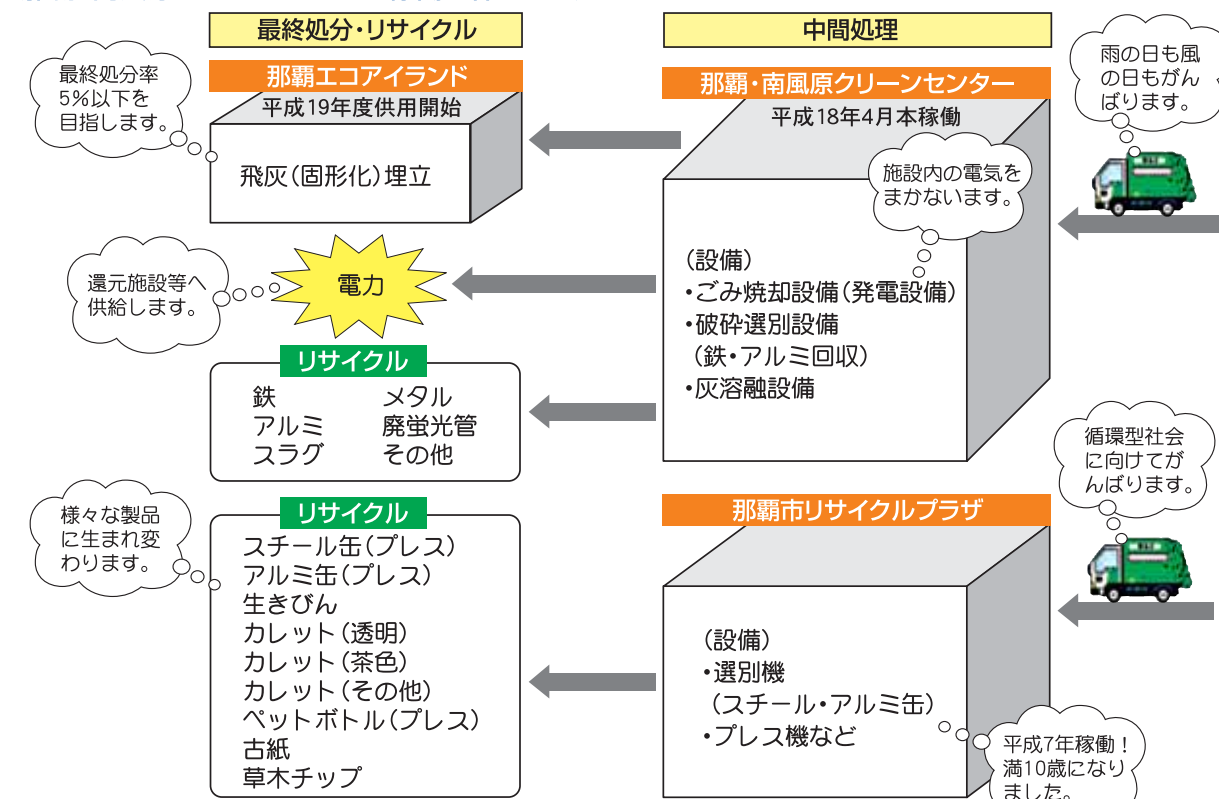 最終処分・リサイクル
中間処理
最終処分率
5%以下を
目指します。
那覇エコアイランド
平成19年度供用開始
飛灰(固形化)埋立
那覇・南風原クリーンセンター
平成18年4月本稼働
雨の日も風
の日もがん
ばります。
施設内の電気を
まかないます。
(設備)
・ごみ焼却設備(発電設備)
・破砕選別設備
(鉄・アルミ回収)
・灰溶融設備
還元施設等へ
供給します。
電力
リサイクル
鉄 メタル
アルミ 廃蛍光管
スラグ その他
循環型社会
に向けてが
んばります。
様々な製品
に生まれ変
わります。
リサイクル
スチール缶(プレス)
アルミ缶(プレス)
生きびん
カレット(透明)
カレット(茶色)
カレット(その他)
ペットボトル(プレス)
古紙
草木チップ
那覇市リサイクルプラザ
(設備)
・選別機
(スチール・アルミ缶)
・プレス機など
平成7年稼働!
満10歳になり
ました。